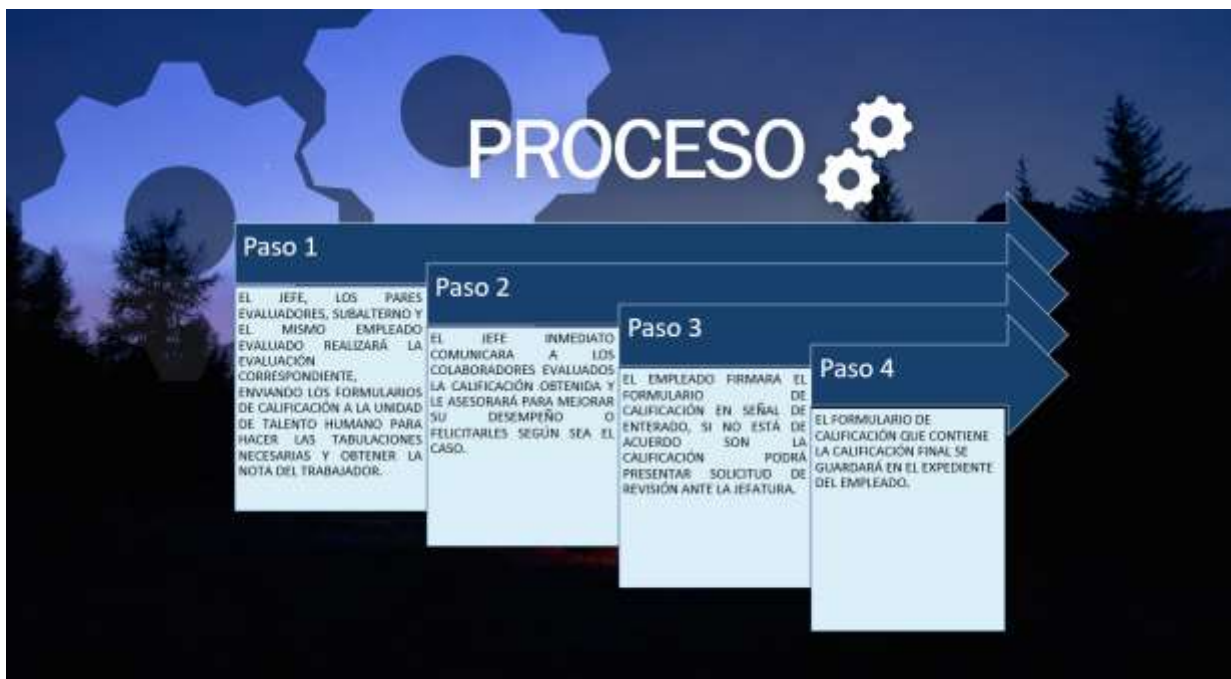 PROCESO
Paso 1
EL JEFE, LOS PARES
EVALUADORES, SUBALTERNO Y
EL MISMO EMPLEADO
EVALUADO REALIZARÁ LA
EVALUACIÓN
CORRESPONDIENTE,
ENVIANDO LOS FORMULARIOS
DE CALIFICACIÓN A LA UNIDAD
DE TALENTO HUMANO PARA
HACER LAS TABULACIONES
NECESARIAS Y OBTENER LA
NOTA DEL TRABAJADOR.
Paso 2
EL JEFE INMEDIATO
COMUNICARA A LOS
COLABORADORES EVALUADOS
LA CALIFICACIÓN OBTENIDA Y
LE ASESORARÁ PARA MEJORAR
SU DESEMPEÑO O
FELICITARLES SEGÚN SEA EL
CASO.
Paso 3
EL EMPLEADO FIRMARA EL
FORMULARIO DE
CALIFICACIÓN EN SEÑAL DE
ENTERADO, SI NO ESTÁ DE
ACUERDO SON LA
CALIFICACIÓN PODRÁ
PRESENTAR SOLICITUD DE
REVISIÓN ANTE LA JEFATURA.
Paso 4
EL FORMULARIO DE
CALIFICACIÓN QUE CONTIENE
LA CALIFICACIÓN FINAL SE
GUARDARÁ EN EL EXPEDIENTE
DEL EMPLEADO.